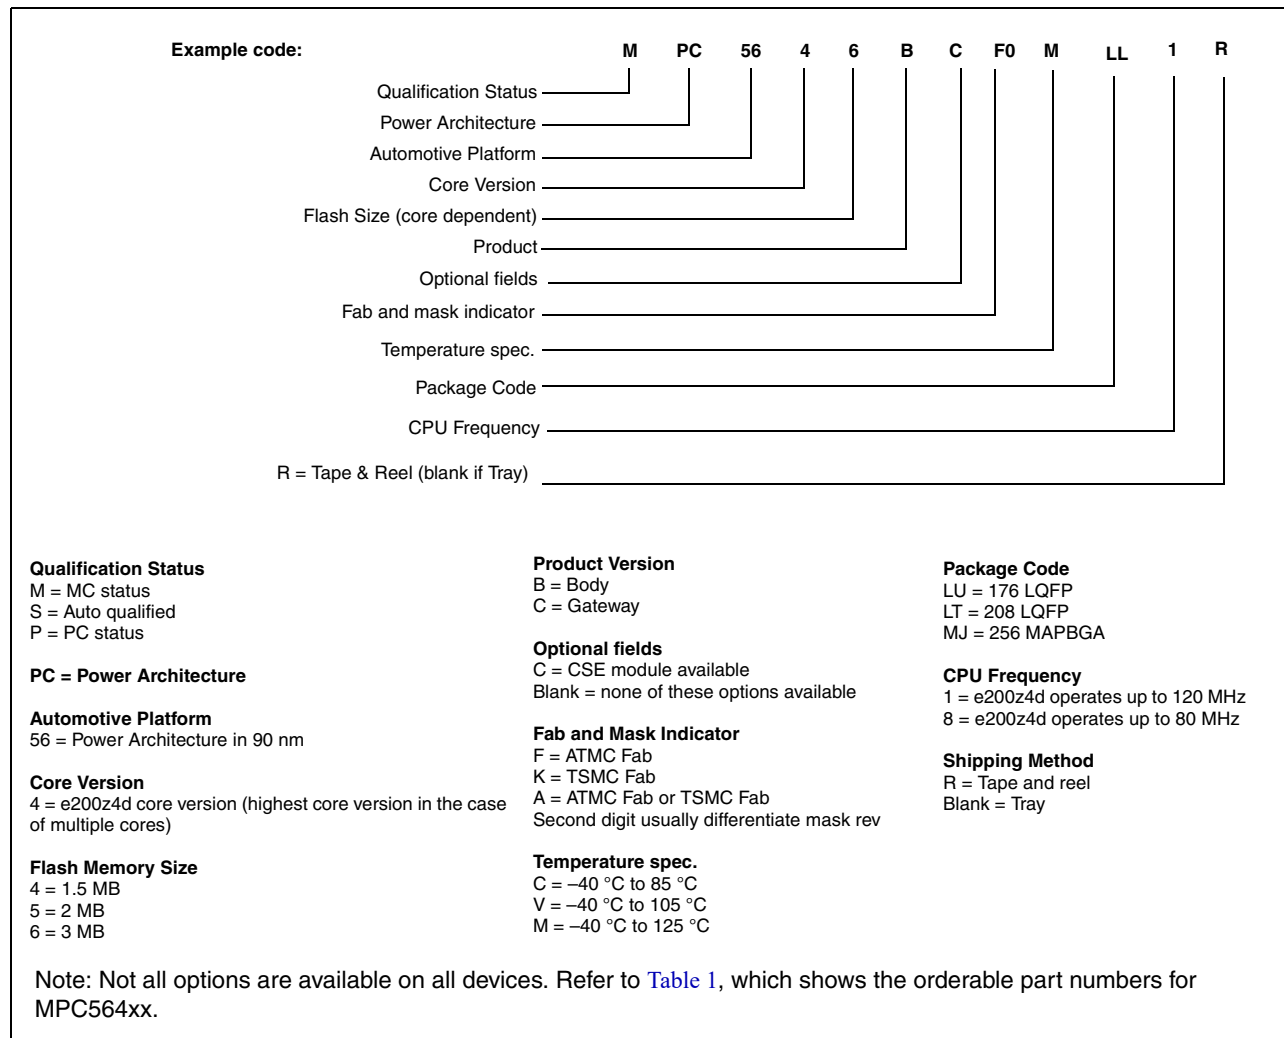 Example code: M PC 56 4 6 B C F0 M LL 1 R
Qualification Status
Power Architecture
Automotive Platform
Core Version
Flash Size (core dependent)
Product
Optional fields
Fab and mask indicator
Temperature spec.
Package Code
CPU Frequency
R = Tape & Reel (blank if Tray)
Qualification Status
M = MC status
S = Auto qualified
P = PC status
PC = Power Architecture
Automotive Platform
56 = Power Architecture in 90 nm
Core Version
4 = e200z4d core version (highest core version in the case
of multiple cores)
Flash Memory Size
4 = 1.5 MB
5 = 2 MB
6 = 3 MB
Product Version
B = Body
C = Gateway
Optional fields
C = CSE module available
Blank = none of these options available
Fab and Mask Indicator
F = ATMC Fab
K = TSMC Fab
A = ATMC Fab or TSMC Fab
Second digit usually differentiate mask rev
Temperature spec.
C = –40 °C to 85 °C
V = –40 °C to 105 °C
M = –40 °C to 125 °C
Package Code
LU = 176 LQFP
LT = 208 LQFP
MJ = 256 MAPBGA
CPU Frequency
1 = e200z4d operates up to 120 MHz
8 = e200z4d operates up to 80 MHz
Shipping Method
R = Tape and reel
Blank = Tray
Note: Not all options are available on all devices. Refer to Table 1, which shows the orderable part numbers for
MPC564xx.